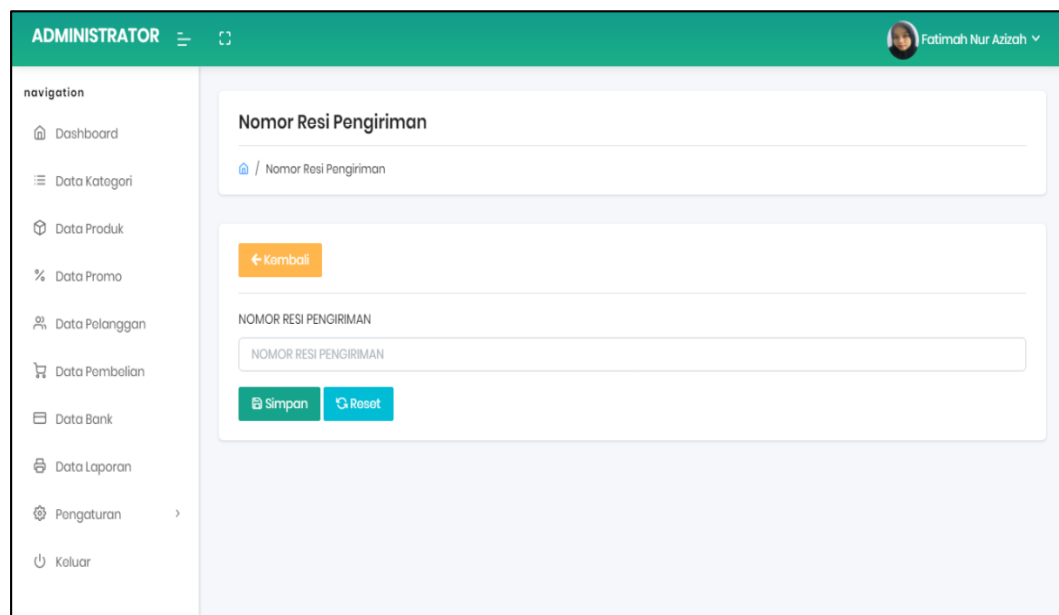 ADMINISTRATOR
Fatimah Nur Azizah
navigation
Dashboard
Data Kategori
Data Produk
Data Promo
Data Pelanggan
Data Pembelian
Data Bank
Data Laporan
Pengaturan
Keluar
Nomor Resi Pengiriman
/ Nomor Resi Pengiriman
Kembali
NOMOR RESI PENGIRIMAN
NOMOR RESI PENGIRIMAN
Simpan
Reset